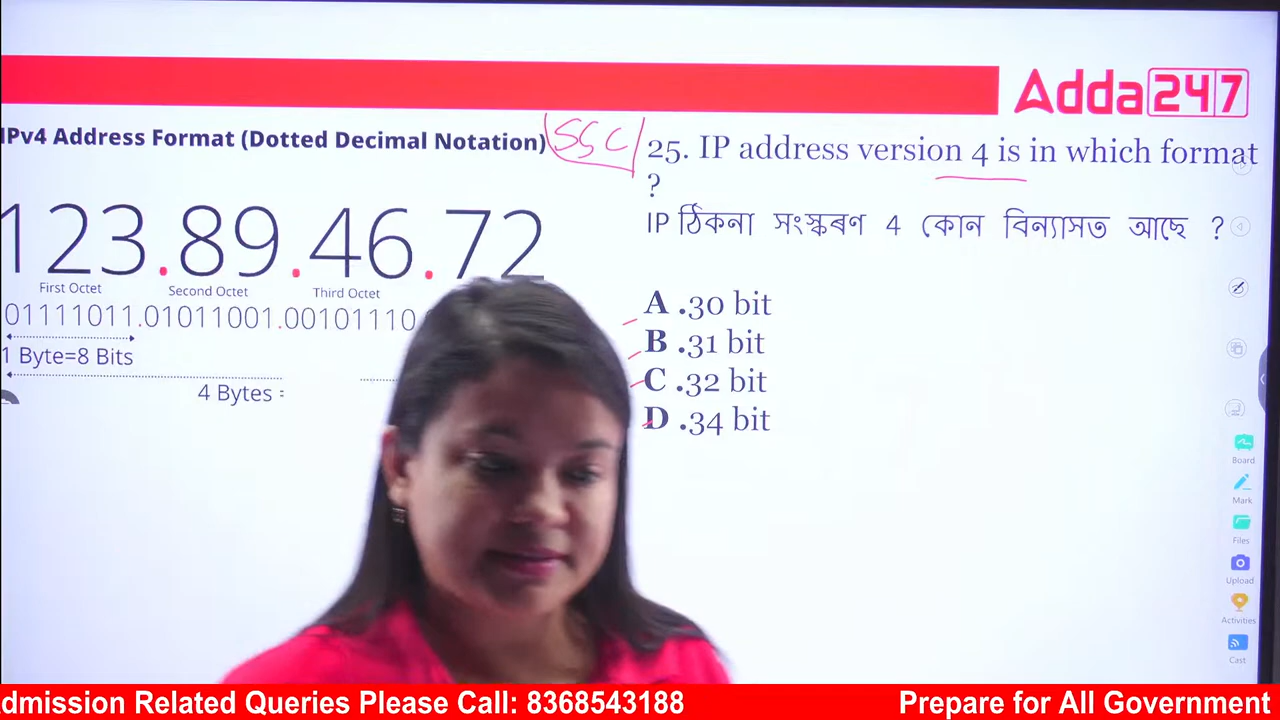 Adda247
IPv4 Address Format (Dotted Decimal Notation)
SSC
123.89.46.72
First Octet Second Octet Third Octet
01111011.01011001.00101110
1 Byte=8 Bits
4 Bytes =
25. IP address version 4 is in which format
?
IP ঠিকনা সংস্কৰণ 4 কোন বিন্যাসত আছে ?
A .30 bit
B .31 bit
C .32 bit
D .34 bit
Board
Mark
Files
Upload
Activities
Cast
dmission Related Queries Please Call: 8368543188
Prepare for All Government